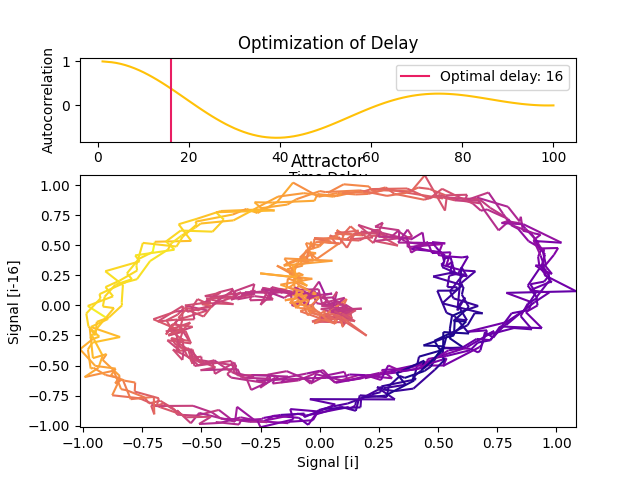 Optimization of Delay
Autocorrelation
1
0
Optimal delay: 16
0 20 40 60 80 100
Time Delay
Attractor
Signal [i-16]
1.00
0.75
0.50
0.25
0.00
−0.25
−0.50
−0.75
−1.00
−1.00 −0.75 −0.50 −0.25 0.00 0.25 0.50 0.75 1.00
Signal [i]